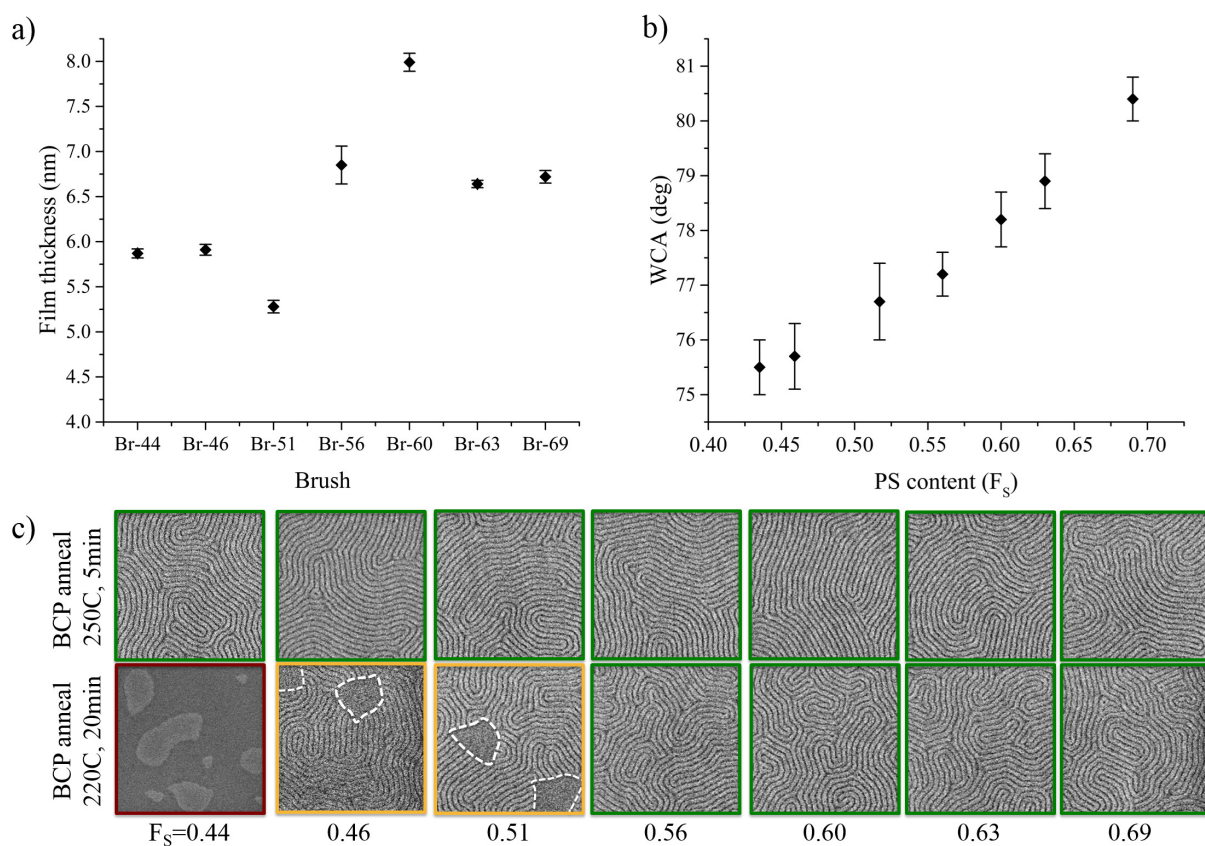 a)
8.0
7.5
7.0
6.5
6.0
5.5
5.0
4.5
4.0
Film thickness (nm)
Br-44 Br-46 Br-51 Br-56 Br-60 Br-63 Br-69
Brush
b)
81
80
79
78
77
76
75
WCA (deg)
0.40 0.45 0.50 0.55 0.60 0.65 0.70
PS content (F_S)
c)
BCP anneal
250C, 5min
BCP anneal
220C, 20min
F_S=0.44 0.46 0.51 0.56 0.60 0.63 0.69